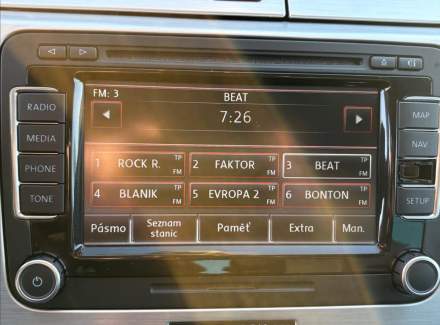 RADIO
MEDIA
PHONE
TONE
FM: 3
BEAT
7:26
1 ROCK R. TP FM
2 FAKTOR TP FM
3 BEAT TP FM
4 BLANIK TP FM
5 EVROPA 2 TP FM
6 BONTON TP FM
Pásmo
Seznam
stanic
Paměť
Extra
Man.
MAP
NAV
SETUP